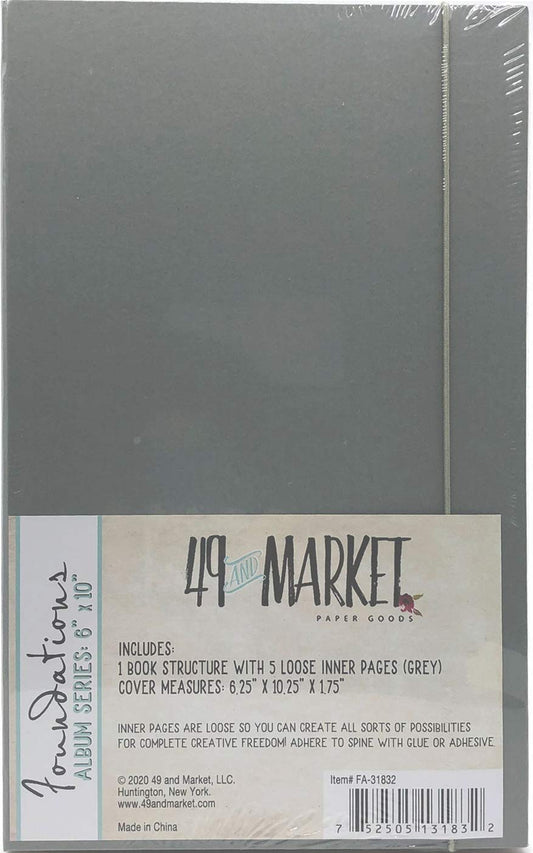 Foundations
ALBUM SERIES: 6" x 10"
49 AND MARKET
PAPER GOODS
INCLUDES:
1 BOOK STRUCTURE WITH 5 LOOSE INNER PAGES (GREY)
COVER MEASURES: 6.25" X 10.25" X 1.75"
INNER PAGES ARE LOOSE SO YOU CAN CREATE ALL SORTS OF POSSIBILITIES
FOR COMPLETE CREATIVE FREEDOM! ADHERE TO SPINE WITH GLUE OR ADHESIVE.
© 2020 49 and Market, LLC.
Huntington, New York.
www.49andmarket.com
Made in China
Item# FA-31832
7 52505 13183 2